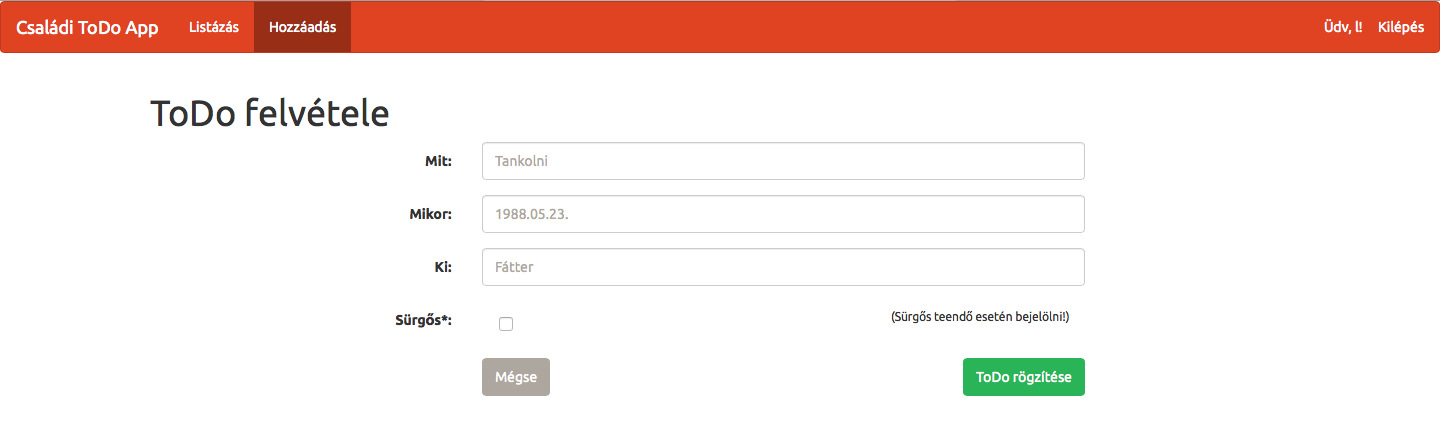 Családi ToDo App Listázás Hozzáadás Üdv, l! Kilépés
ToDo felvétele
Mit: Tankolni
Mikor: 1988.05.23.
Ki: Fátter
Sürgős*: (Sürgős teendő esetén bejelölni!)
Mégse ToDo rögzítése